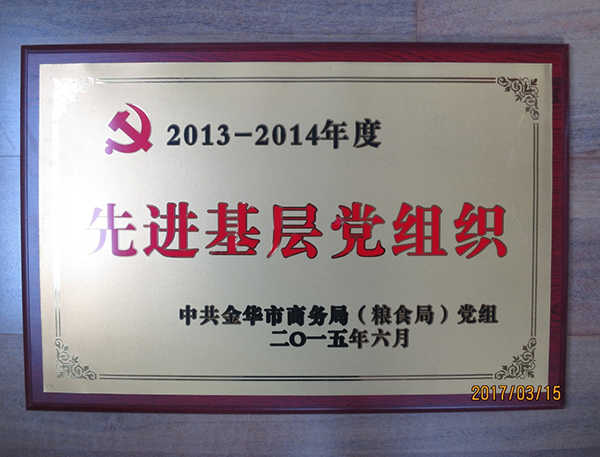 2013-2014年度
先进基层党组织
中共金华市商务局(粮食局)党组
二〇一五年六月
2017/03/15